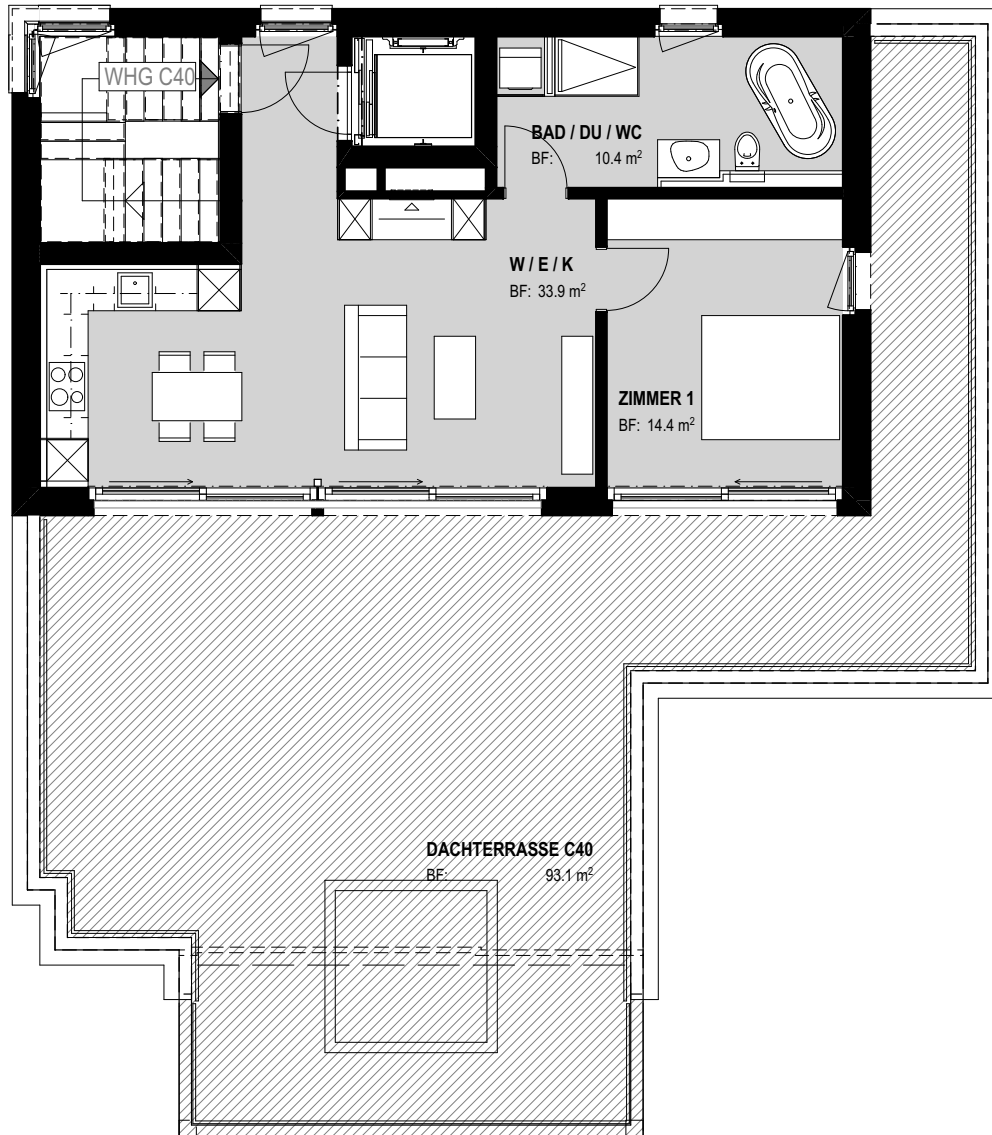 WHG C40
BAD / DU / WC
BF: 10.4 m²
W / E / K
BF: 33.9 m²
ZIMMER 1
BF: 14.4 m²
DACHTERRASSE C40
BF: 93.1 m²